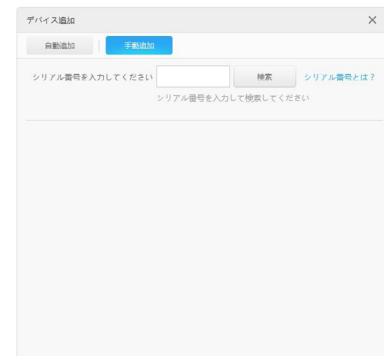 デバイス追加
自動追加 手動追加
シリアル番号を入力してください 検索 シリアル番号とは？
シリアル番号を入力して検索してください